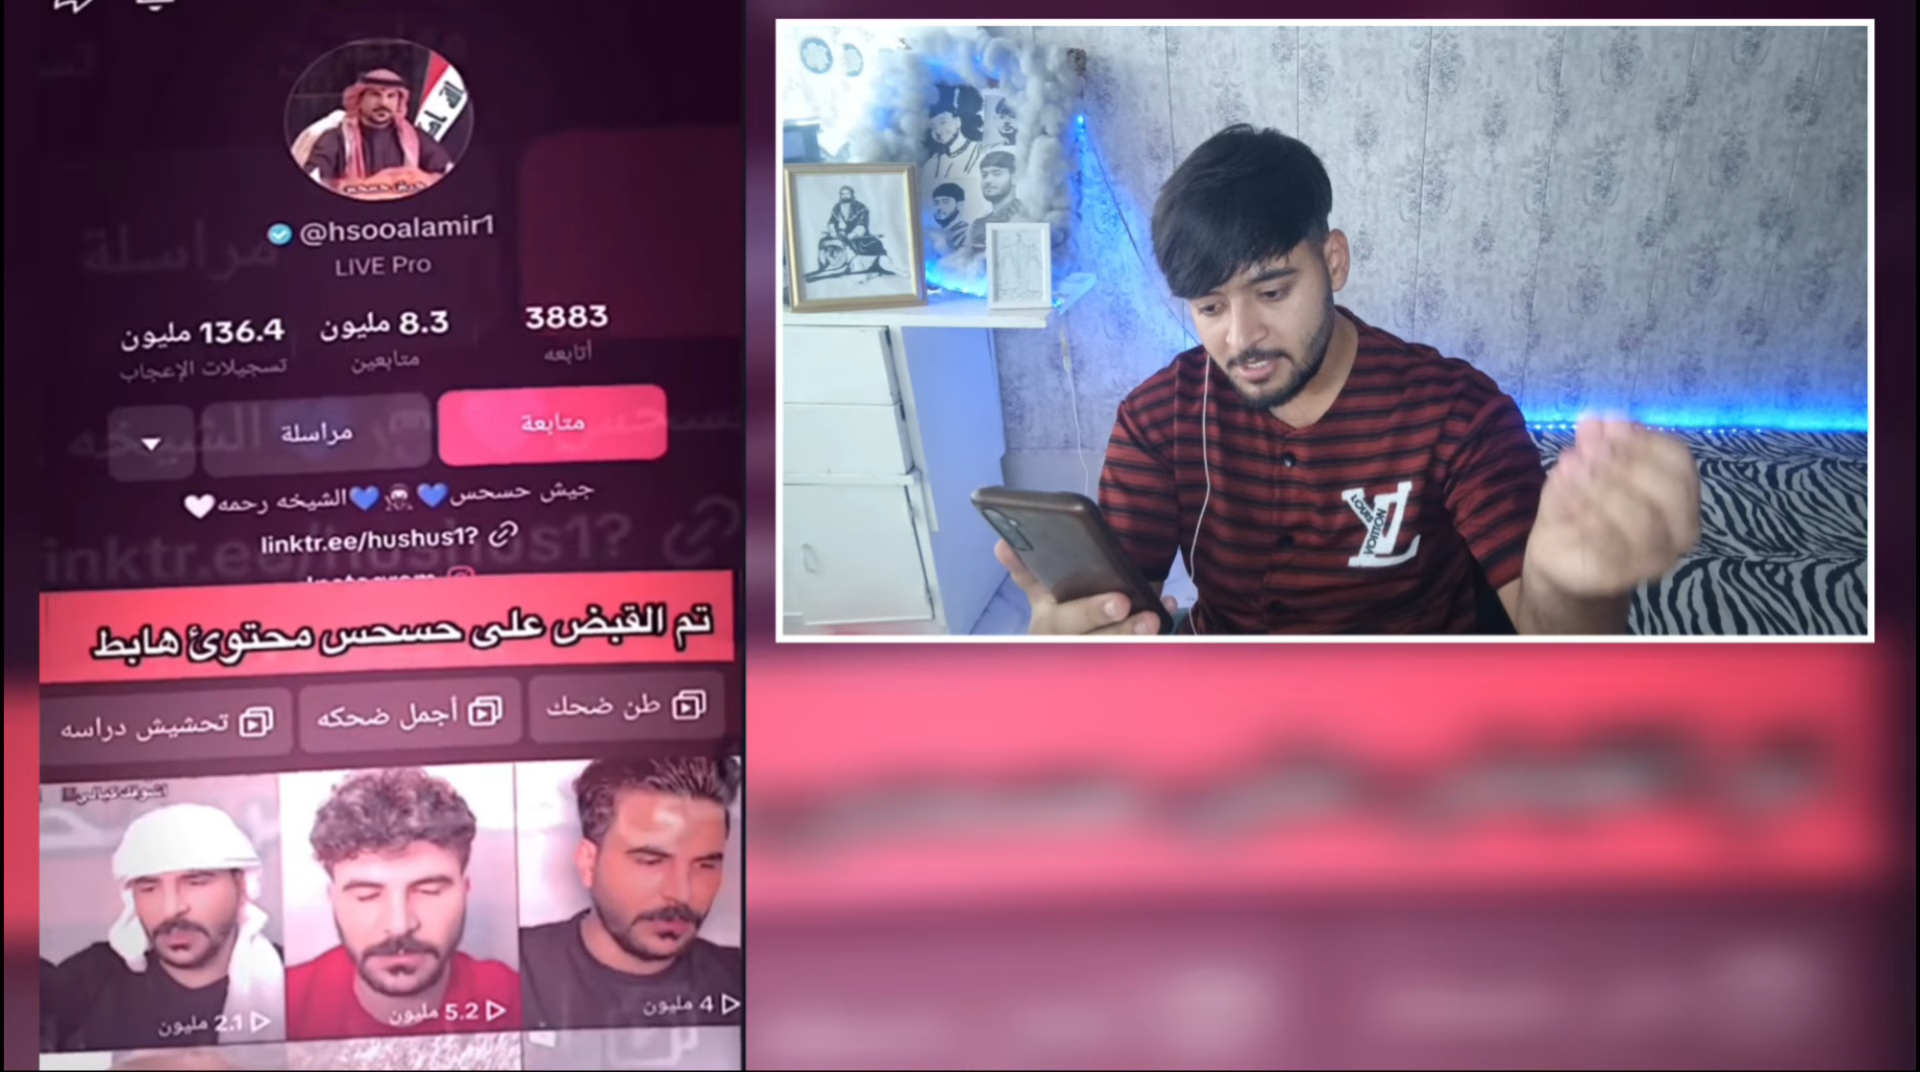 @hsooalamir1
LIVE Pro
3883 8.3 مليون 136.4 مليون
أتابعه متابعين تسجيلات الإعجاب
متابعة مراسلة
جيش حسحس💙🥷💙الشيخه رحمه🤍
linktr.ee/hushus1?
Instagram
تم القبض على حسحس محتوئ هابط
طن ضحك أجمل ضحكه تحشيش دراسه
4 مليون 5.2 مليون 2.1 مليون
LOUIS VUITTON